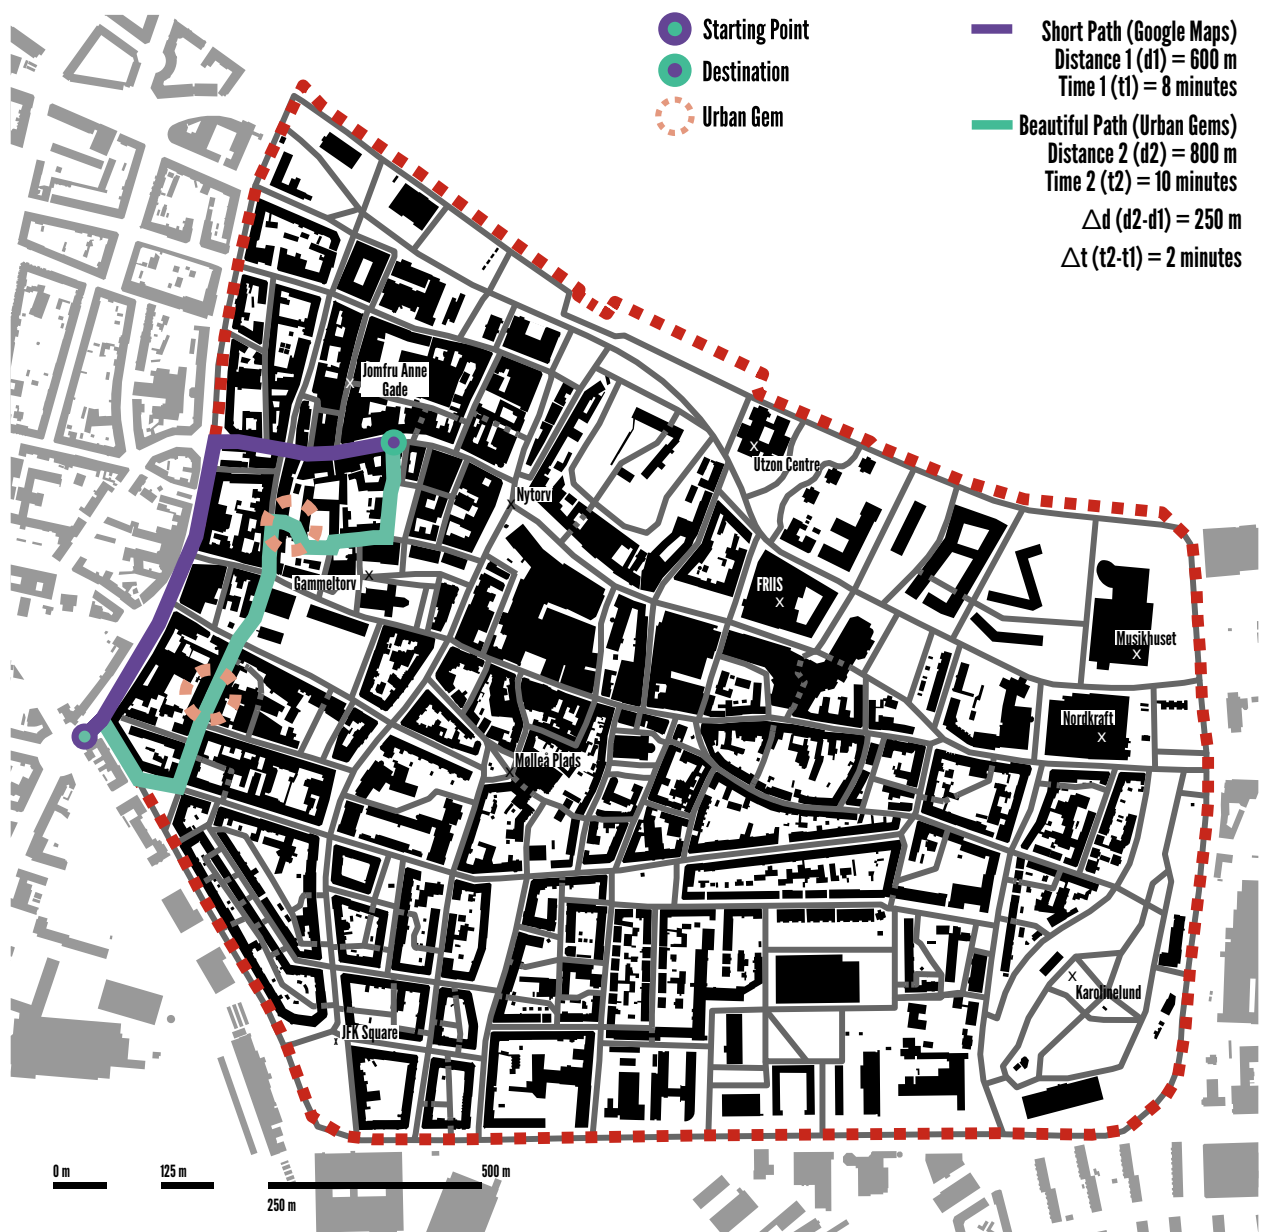 Starting Point
Destination
Urban Gem
Short Path (Google Maps)
Distance 1 (d1) = 600 m
Time 1 (t1) = 8 minutes
Beautiful Path (Urban Gems)
Distance 2 (d2) = 800 m
Time 2 (t2) = 10 minutes
△d (d2-d1) = 250 m
△t (t2-t1) = 2 minutes
Jomfru Anne
Gade
x
x
Utzon Centre
Nytorv
x
Gammeltorv
x
FRIIS
x
Musikhuset
x
Nordkraft
x
Mølleå Plads
x
x
Karolinelund
JFK Square
x
0 m
125 m
500 m
250 m